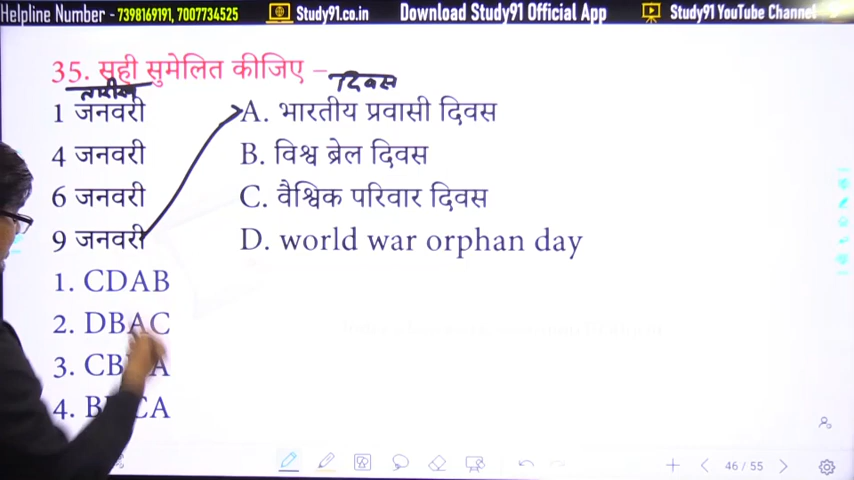 Helpline Number - 7398169191, 7007734525 Study91.co.in Download Study91 Official App Study91 YouTube Channel
35. सही सुमेलित कीजिए – दिवस
तारीख
1 जनवरी A. भारतीय प्रवासी दिवस
4 जनवरी B. विश्व ब्रेल दिवस
6 जनवरी C. वैश्विक परिवार दिवस
9 जनवरी D. world war orphan day
1. CDAB
2. DBAC
3. CB A
4. B CA
46 / 55